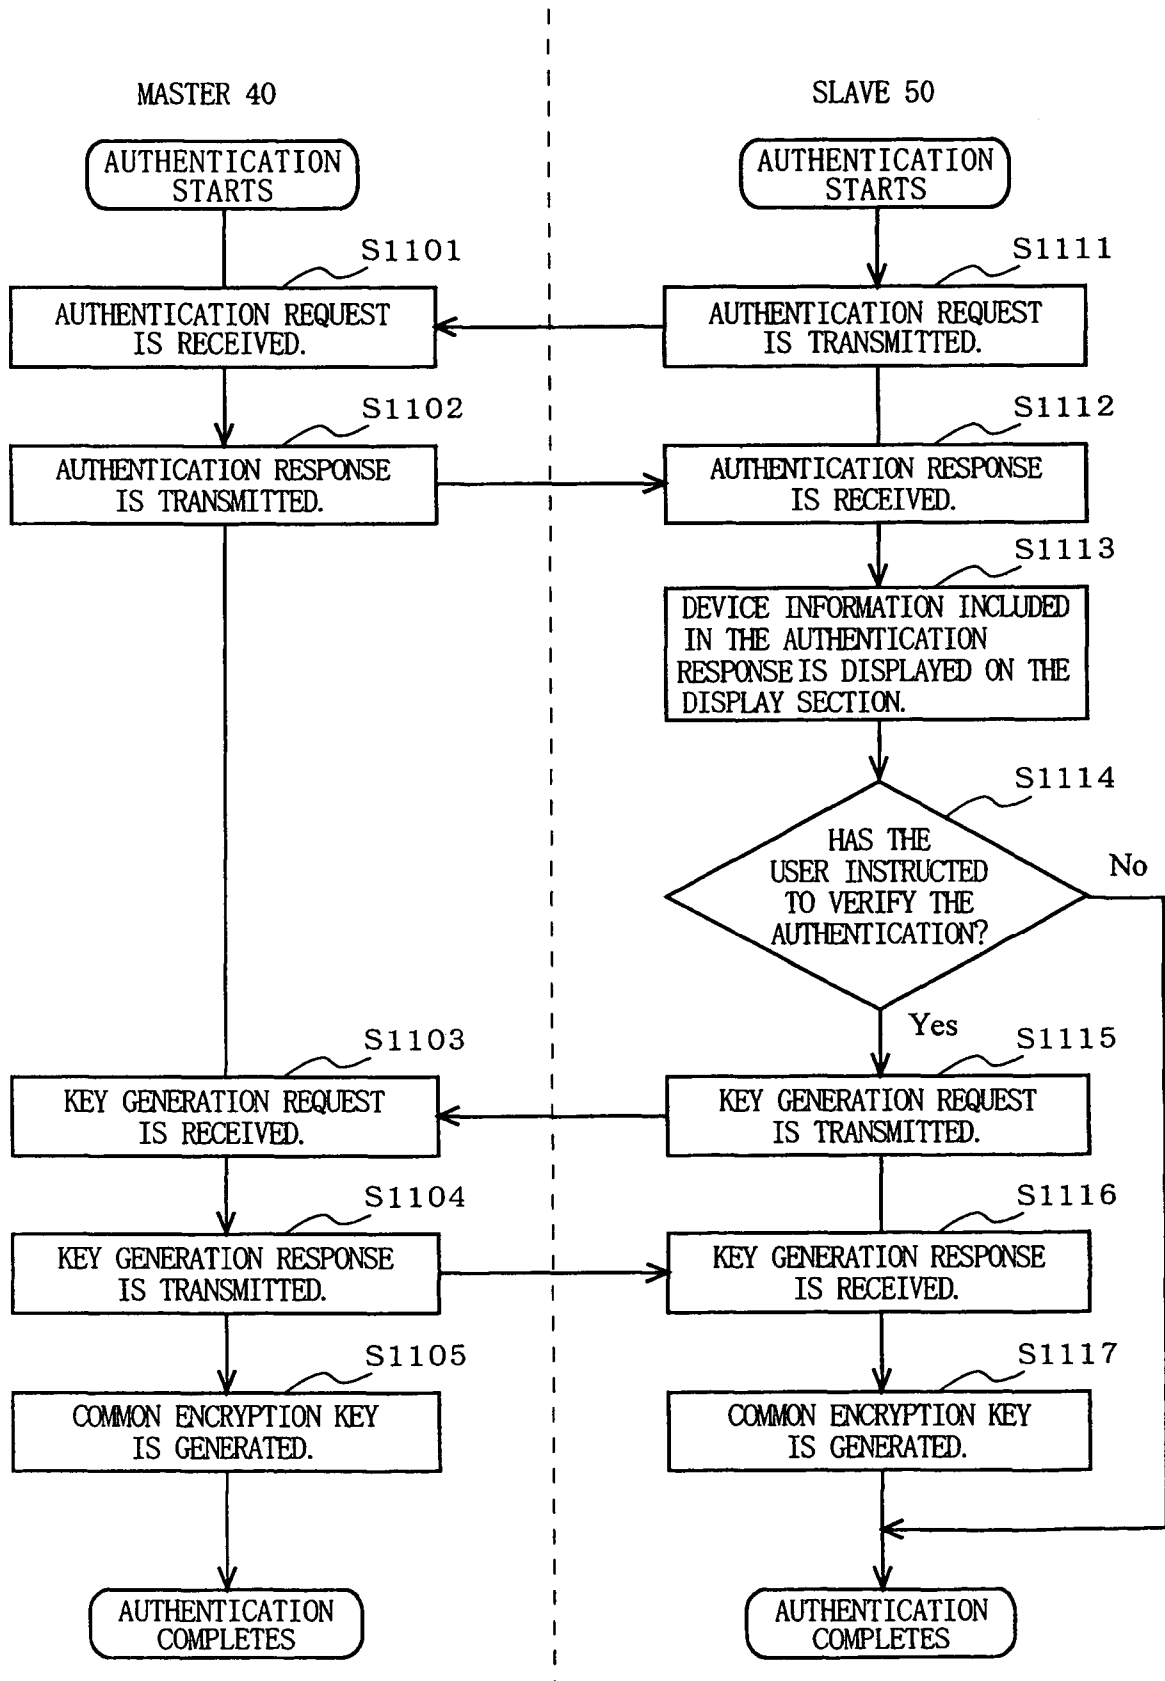 MASTER 40
SLAVE 50
AUTHENTICATION
STARTS
AUTHENTICATION
STARTS
S1101
S1111
AUTHENTICATION REQUEST
IS RECEIVED.
AUTHENTICATION REQUEST
IS TRANSMITTED.
S1102
S1112
AUTHENTICATION RESPONSE
IS TRANSMITTED.
AUTHENTICATION RESPONSE
IS RECEIVED.
S1113
DEVICE INFORMATION INCLUDED
IN THE AUTHENTICATION
RESPONSE IS DISPLAYED ON THE
DISPLAY SECTION.
S1114
HAS THE
USER INSTRUCTED
TO VERIFY THE
AUTHENTICATION?
No
Yes
S1103
S1115
KEY GENERATION REQUEST
IS RECEIVED.
KEY GENERATION REQUEST
IS TRANSMITTED.
S1104
S1116
KEY GENERATION RESPONSE
IS TRANSMITTED.
KEY GENERATION RESPONSE
IS RECEIVED.
S1105
S1117
COMMON ENCRYPTION KEY
IS GENERATED.
COMMON ENCRYPTION KEY
IS GENERATED.
AUTHENTICATION
COMPLETES
AUTHENTICATION
COMPLETES